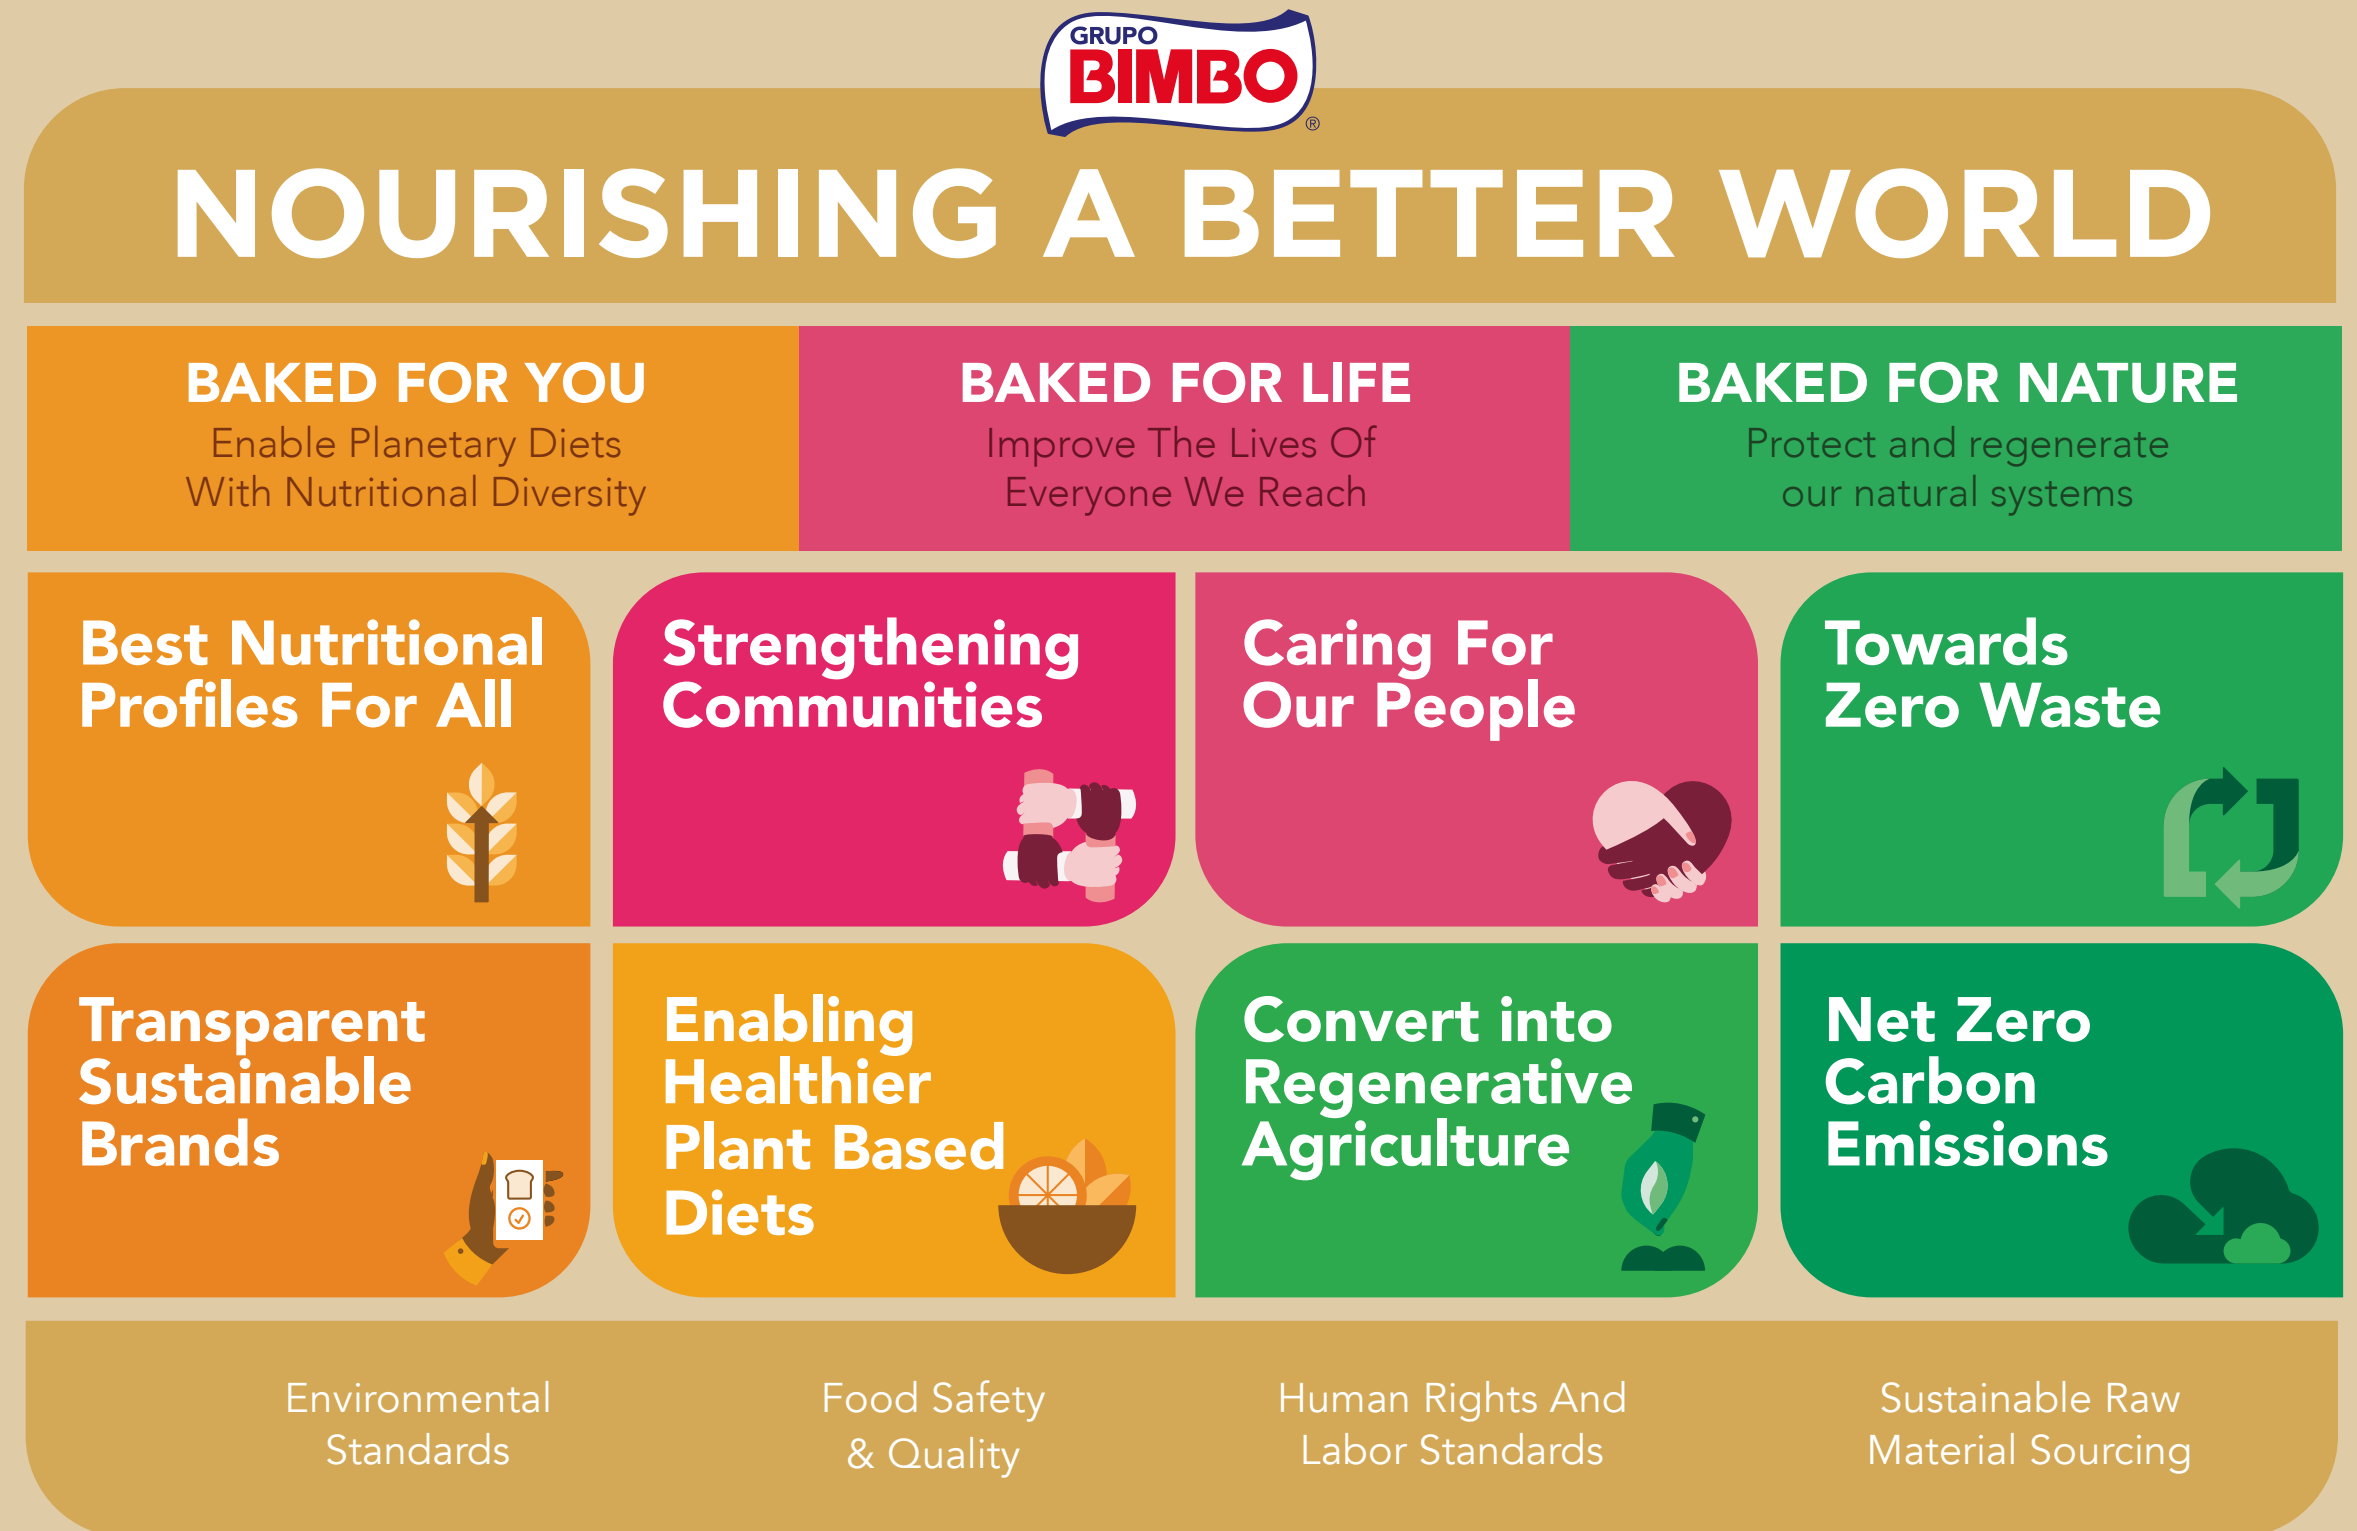 GRUPO
BIMBO
®
NOURISHING A BETTER WORLD
BAKED FOR YOU
Enable Planetary Diets
With Nutritional Diversity
BAKED FOR LIFE
Improve The Lives Of
Everyone We Reach
BAKED FOR NATURE
Protect and regenerate
our natural systems
Best Nutritional
Profiles For All
Strengthening
Communities
Caring For
Our People
Towards
Zero Waste
Transparent
Sustainable
Brands
Enabling
Healthier
Plant Based
Diets
Convert into
Regenerative
Agriculture
Net Zero
Carbon
Emissions
Environmental
Standards
Food Safety
& Quality
Human Rights And
Labor Standards
Sustainable Raw
Material Sourcing